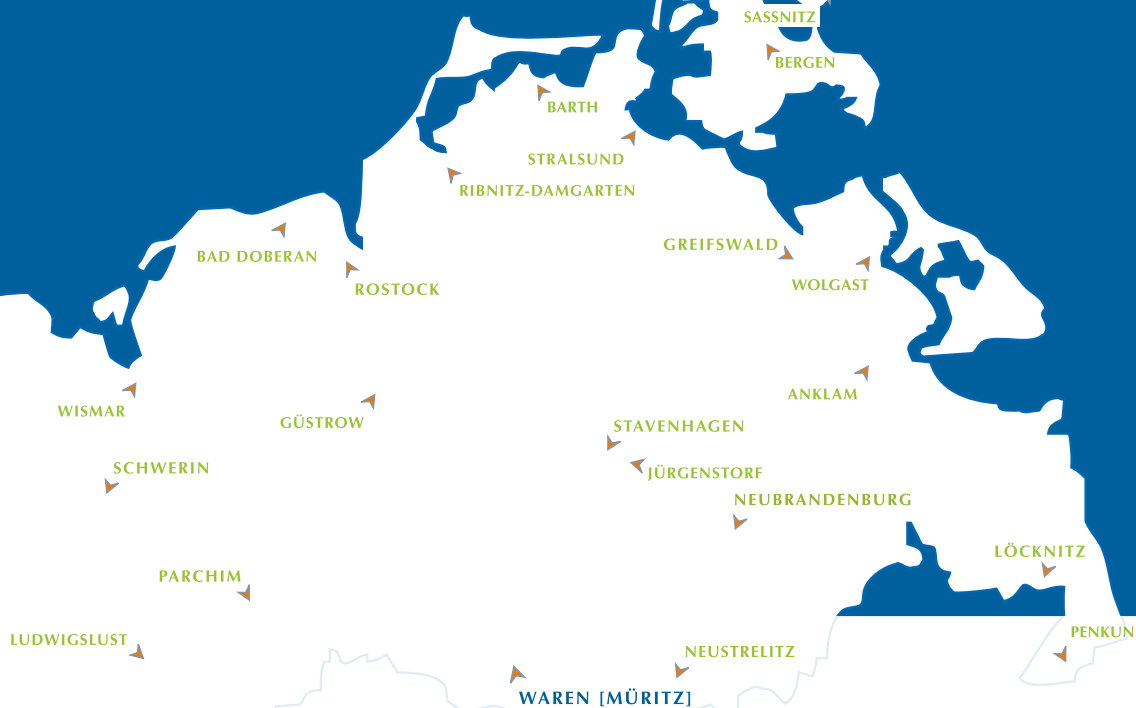 SASSNITZ
BERGEN
BARTH
STRALSUND
RIBNITZ-DAMGARTEN
GREIFSWALD
BAD DOBERAN
WOLGAST
ROSTOCK
ANKLAM
WISMAR
GÜSTROW
STAVENHAGEN
SCHWERIN
JÜRGENSTORF
NEUBRANDENBURG
LÖCKNITZ
PARCHIM
PENKUN
LUDWIGSLUST
NEUSTRELITZ
WAREN [MÜRITZ]